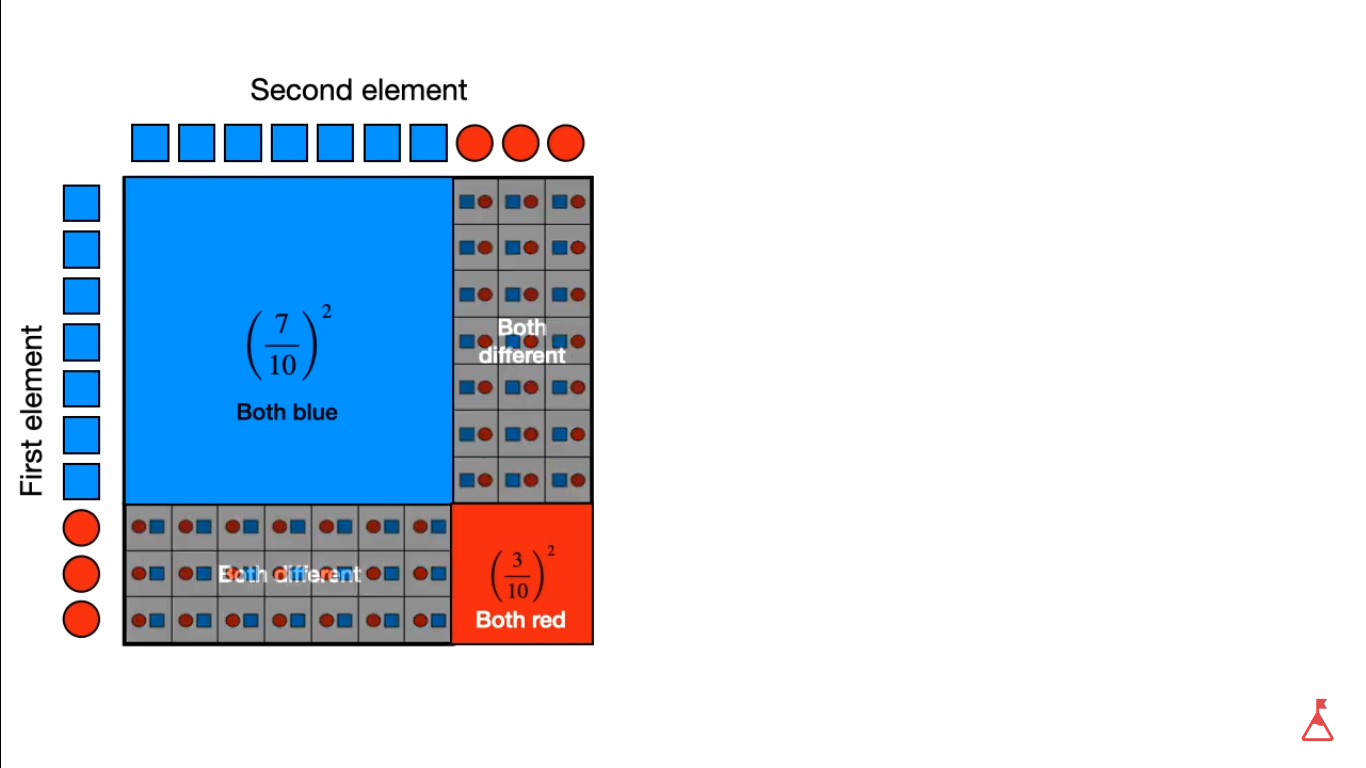 Second element
First element
(7/10)^2
Both blue
Both
different
Both different
(3/10)^2
Both red